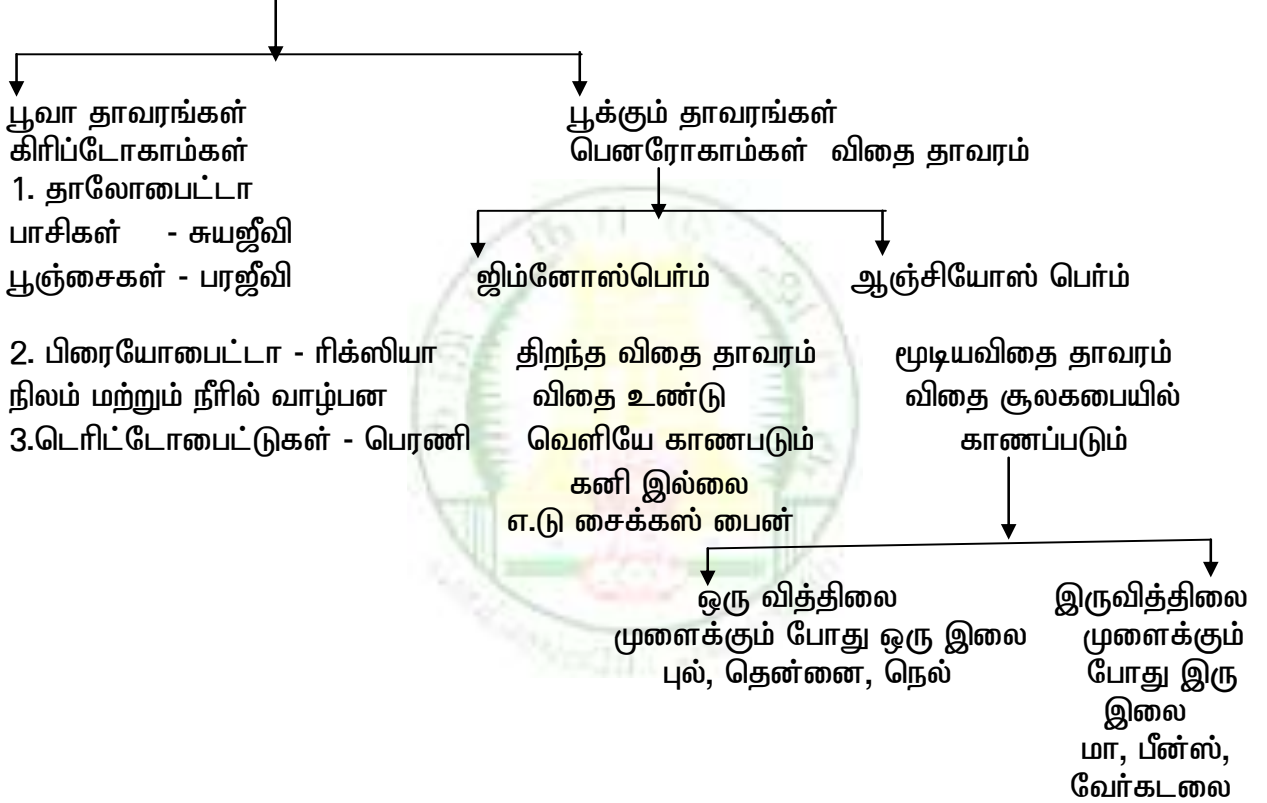 பூவா தாவரங்கள்
கிரிப்டோகாம்கள்
1. தாலோபைட்டா
பாசிகள் - சுயஜீவி
பூஞ்சைகள் - பரஜீவி
2. பிரையோபைட்டா - ரிக்ஸியா
நிலம் மற்றும் நீரில் வாழ்பன
3.டெரிட்டோபைட்டுகள் - பெரணி
பூக்கும் தாவரங்கள்
பெனரோகாம்கள் விதை தாவரம்
ஜிம்னோஸ்பெர்ம்
திறந்த விதை தாவரம்
விதை உண்டு
வெளியே காணபடும்
கனி இல்லை
எ.டு சைக்கஸ் பைன்
ஆஞ்சியோஸ் பெர்ம்
மூடியவிதை தாவரம்
விதை சூலகபையில்
காணப்படும்
ஒரு வித்திலை
முளைக்கும் போது ஒரு இலை
புல், தென்னை, நெல்
இருவித்திலை
முளைக்கும்
போது இரு
இலை
மா, பீன்ஸ்,
வேர்கடலை